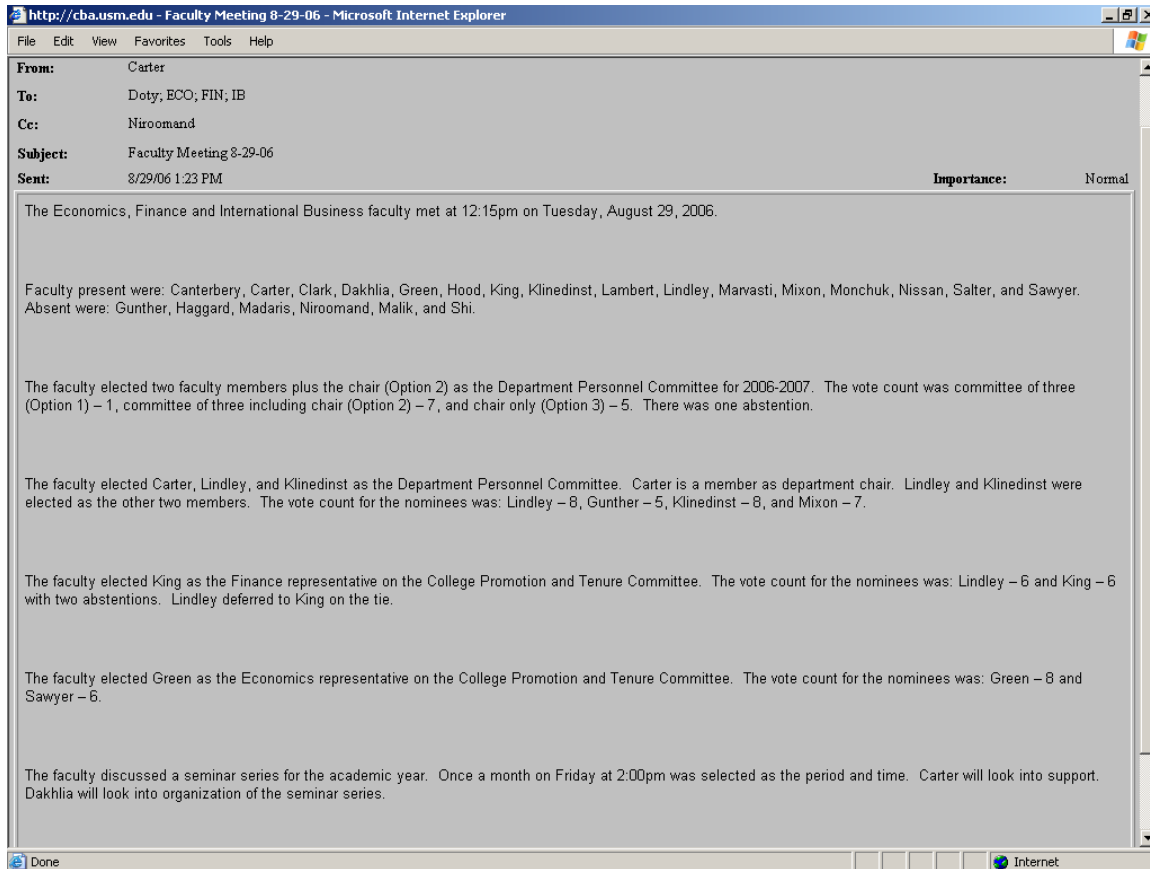 http://cba.usm.edu - Faculty Meeting 8-29-06 - Microsoft Internet Explorer
File Edit View Favorites Tools Help
From: Carter
To: Doty; ECO; FIN; IB
Cc: Niroomand
Subject: Faculty Meeting 8-29-06
Sent: 8/29/06 1:23 PM Importance: Normal
The Economics, Finance and International Business faculty met at 12:15pm on Tuesday, August 29, 2006.
Faculty present were: Canterbery, Carter, Clark, Dakhlia, Green, Hood, King, Klinedinst, Lambert, Lindley, Marvasti, Mixon, Monchuk, Nissan, Salter, and Sawyer.
Absent were: Gunther, Haggard, Madaris, Niroomand, Malik, and Shi.
The faculty elected two faculty members plus the chair (Option 2) as the Department Personnel Committee for 2006-2007. The vote count was committee of three
(Option 1) – 1, committee of three including chair (Option 2) – 7, and chair only (Option 3) – 5. There was one abstention.
The faculty elected Carter, Lindley, and Klinedinst as the Department Personnel Committee. Carter is a member as department chair. Lindley and Klinedinst were
elected as the other two members. The vote count for the nominees was: Lindley – 8, Gunther – 5, Klinedinst – 8, and Mixon – 7.
The faculty elected King as the Finance representative on the College Promotion and Tenure Committee. The vote count for the nominees was: Lindley – 6 and King – 6
with two abstentions. Lindley deferred to King on the tie.
The faculty elected Green as the Economics representative on the College Promotion and Tenure Committee. The vote count for the nominees was: Green – 8 and
Sawyer – 6.
The faculty discussed a seminar series for the academic year. Once a month on Friday at 2:00pm was selected as the period and time. Carter will look into support.
Dakhlia will look into organization of the seminar series.
Done Internet